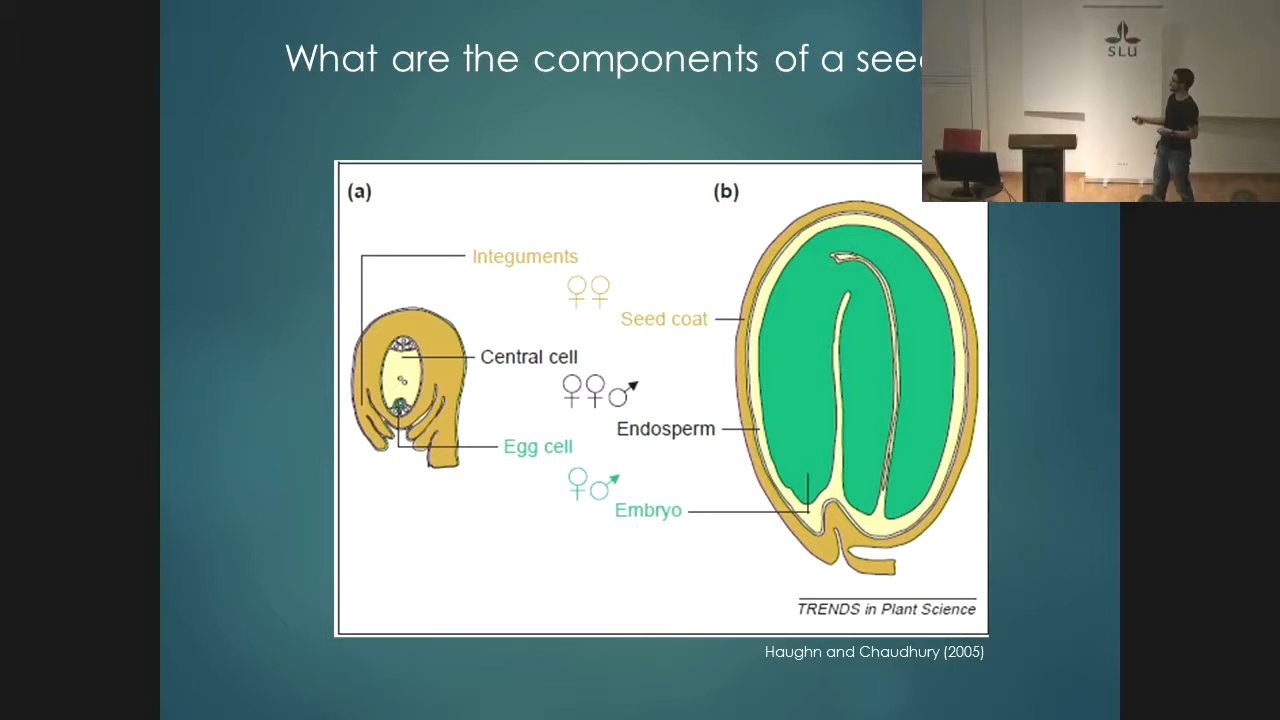 What are the components of a see
SLU
(a)
(b)
Integuments
Seed coat
Central cell
Endosperm
Egg cell
Embryo
TRENDS in Plant Science
Haughn and Chaudhury (2005)